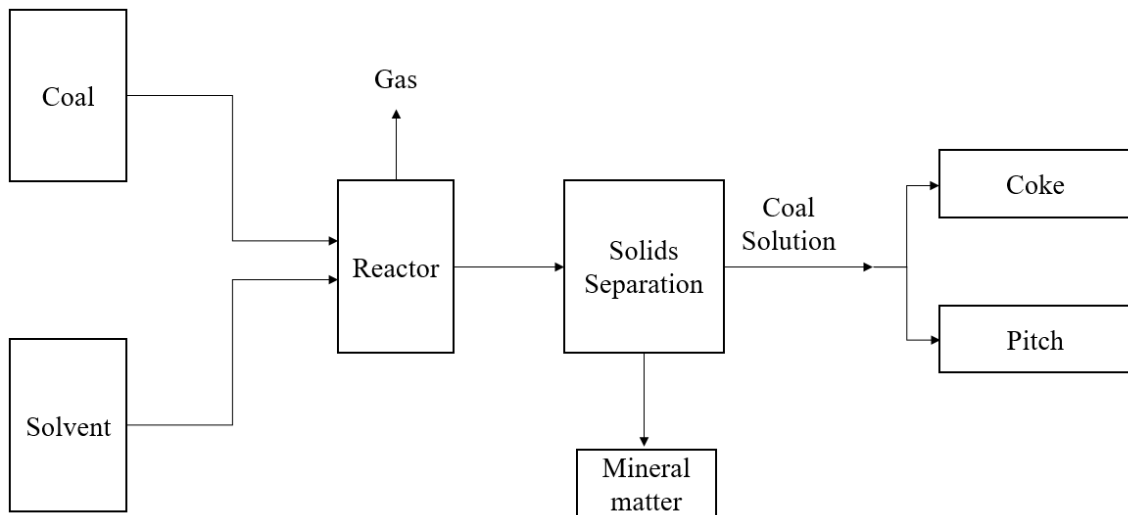 Coal
Gas
Coke
Coal
Solution
Solids
Separation
Reactor
Pitch
Solvent
Mineral
matter